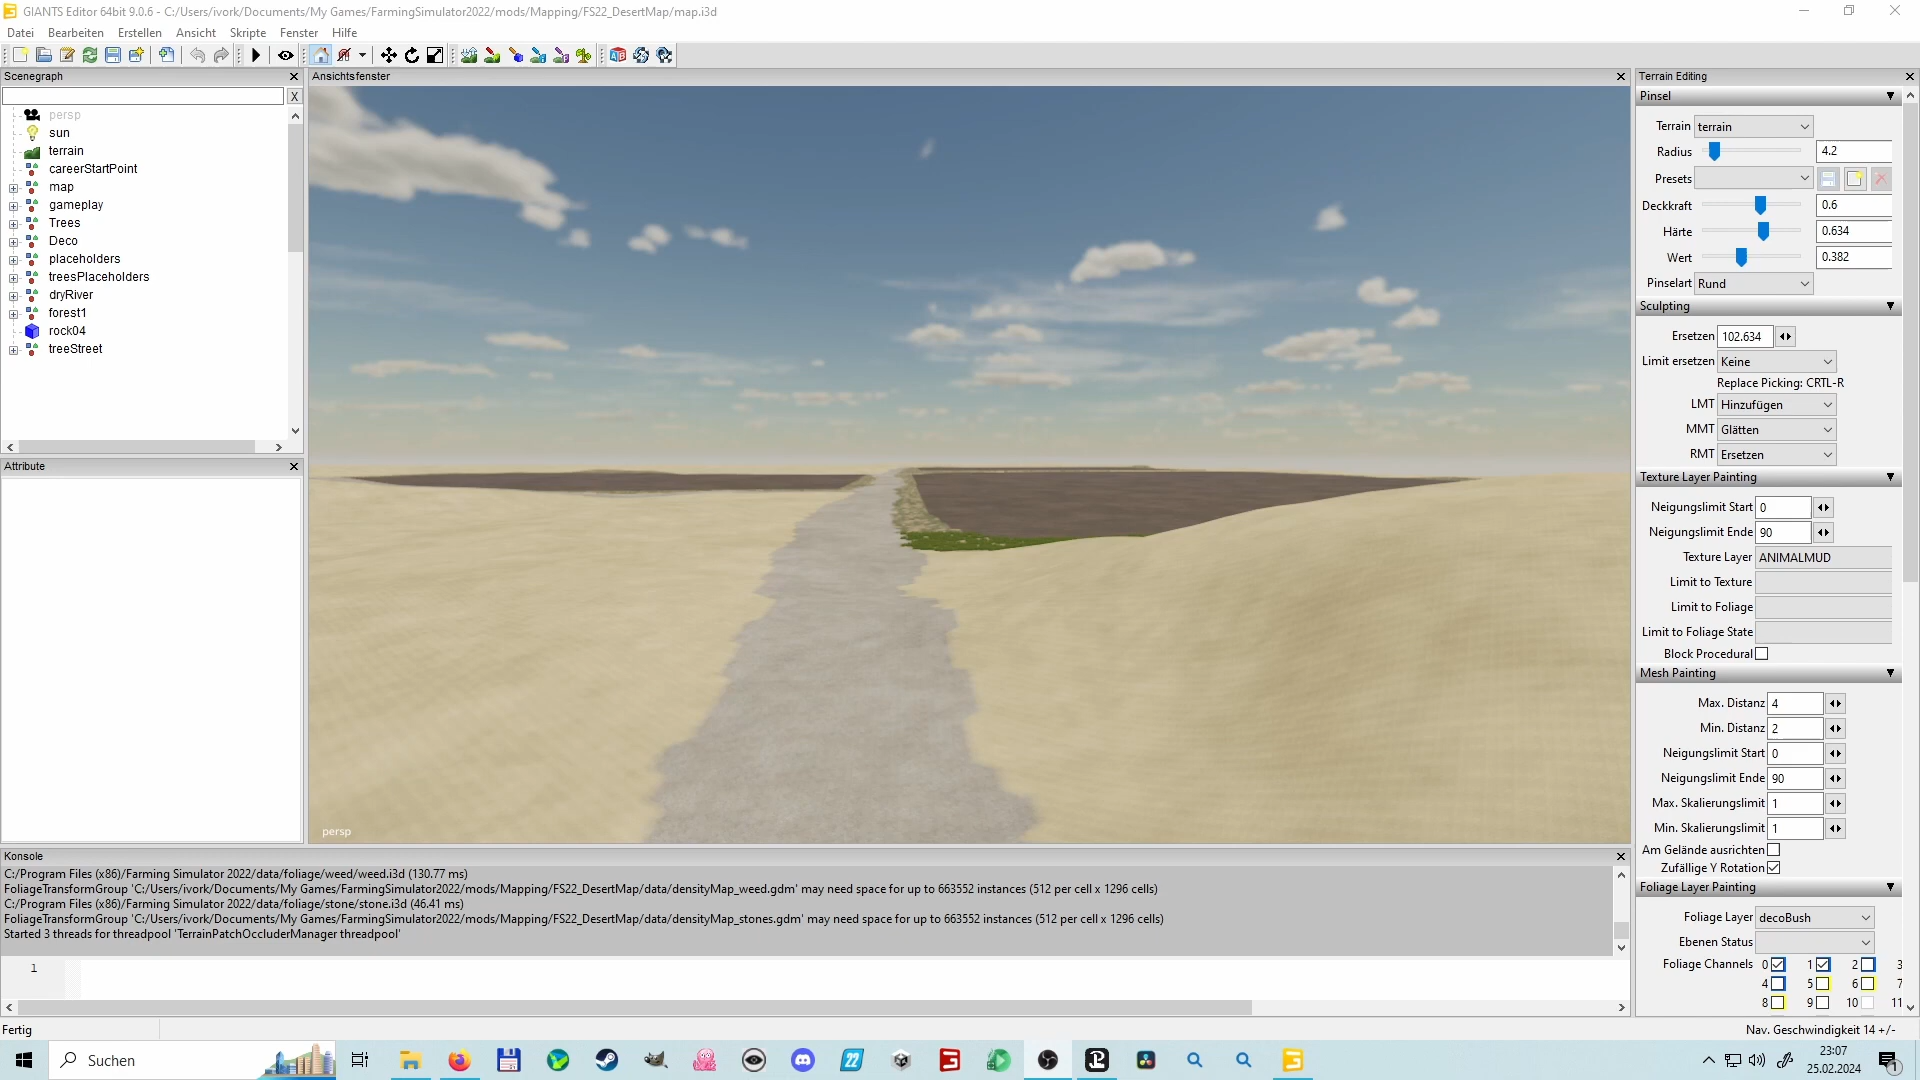 GIANTS Editor 64bit 9.0.6 - C:/Users/ivork/Documents/My Games/FarmingSimulator2022/mods/Mapping/FS22_DesertMap/map.i3d
Datei Bearbeiten Erstellen Ansicht Skripte Fenster Hilfe
Scenegraph
X
persp
sun
terrain
careerStartPoint
map
gameplay
Trees
Deco
placeholders
treesPlaceholders
dryRiver
forest1
rock04
treeStreet
Attribute
Ansichtsfenster
persp
Terrain Editing
Pinsel
Terrain terrain
Radius 4.2
Presets
Deckkraft 0.6
Härte 0.634
Wert 0.382
Pinselart Rund
Sculpting
Ersetzen 102.634
Limit ersetzen Keine
Replace Picking: CRTL-R
LMT Hinzufügen
MMT Glätten
RMT Ersetzen
Texture Layer Painting
Neigungslimit Start 0
Neigungslimit Ende 90
Texture Layer ANIMALMUD
Limit to Texture
Limit to Foliage
Limit to Foliage State
Block Procedural
Mesh Painting
Max. Distanz 4
Min. Distanz 2
Neigungslimit Start 0
Neigungslimit Ende 90
Max. Skalierungslimit 1
Min. Skalierungslimit 1
Am Gelände ausrichten
Zufällige Y Rotation
Foliage Layer Painting
Foliage Layer decoBush
Ebenen Status
Foliage Channels 0 1 2 3
4 5 6 7
8 9 10 11
Konsole
C:/Program Files (x86)/Farming Simulator 2022/data/foliage/weed/weed.i3d (130.77 ms)
FoliageTransformGroup 'C:/Users/ivork/Documents/My Games/FarmingSimulator2022/mods/Mapping/FS22_DesertMap/data/densityMap_weed.gdm' may need space for up to 663552 instances (512 per cell x 1296 cells)
C:/Program Files (x86)/Farming Simulator 2022/data/foliage/stone/stone.i3d (46.41 ms)
FoliageTransformGroup 'C:/Users/ivork/Documents/My Games/FarmingSimulator2022/mods/Mapping/FS22_DesertMap/data/densityMap_stones.gdm' may need space for up to 663552 instances (512 per cell x 1296 cells)
Started 3 threads for threadpool 'TerrainPatchOccluderManager threadpool'
1
Fertig
Nav. Geschwindigkeit 14 +/-
Suchen
22
23:07
25.02.2024
1